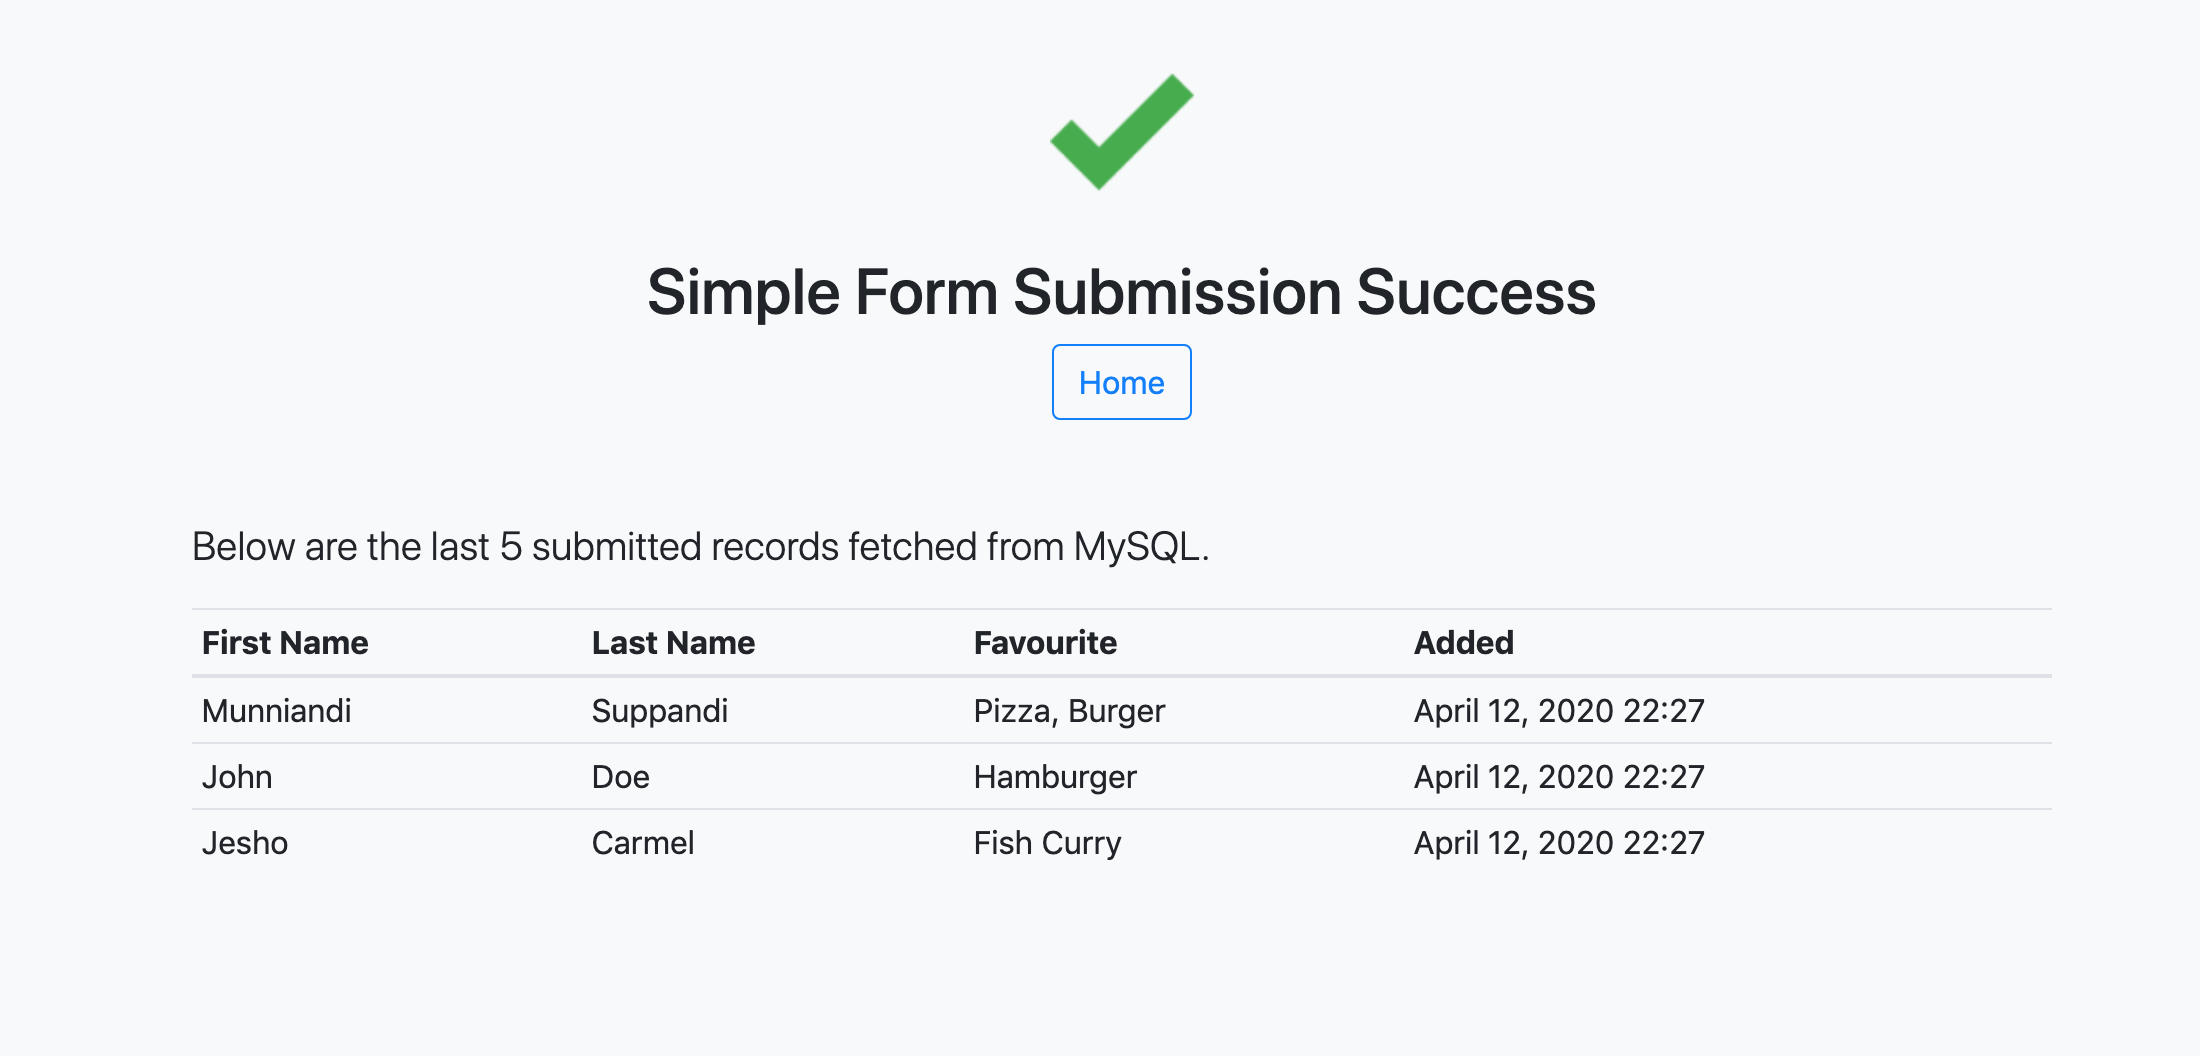 Simple Form Submission Success
Home
Below are the last 5 submitted records fetched from MySQL.
First Name Last Name Favourite Added
Munniandi Suppandi Pizza, Burger April 12, 2020 22:27
John Doe Hamburger April 12, 2020 22:27
Jesho Carmel Fish Curry April 12, 2020 22:27